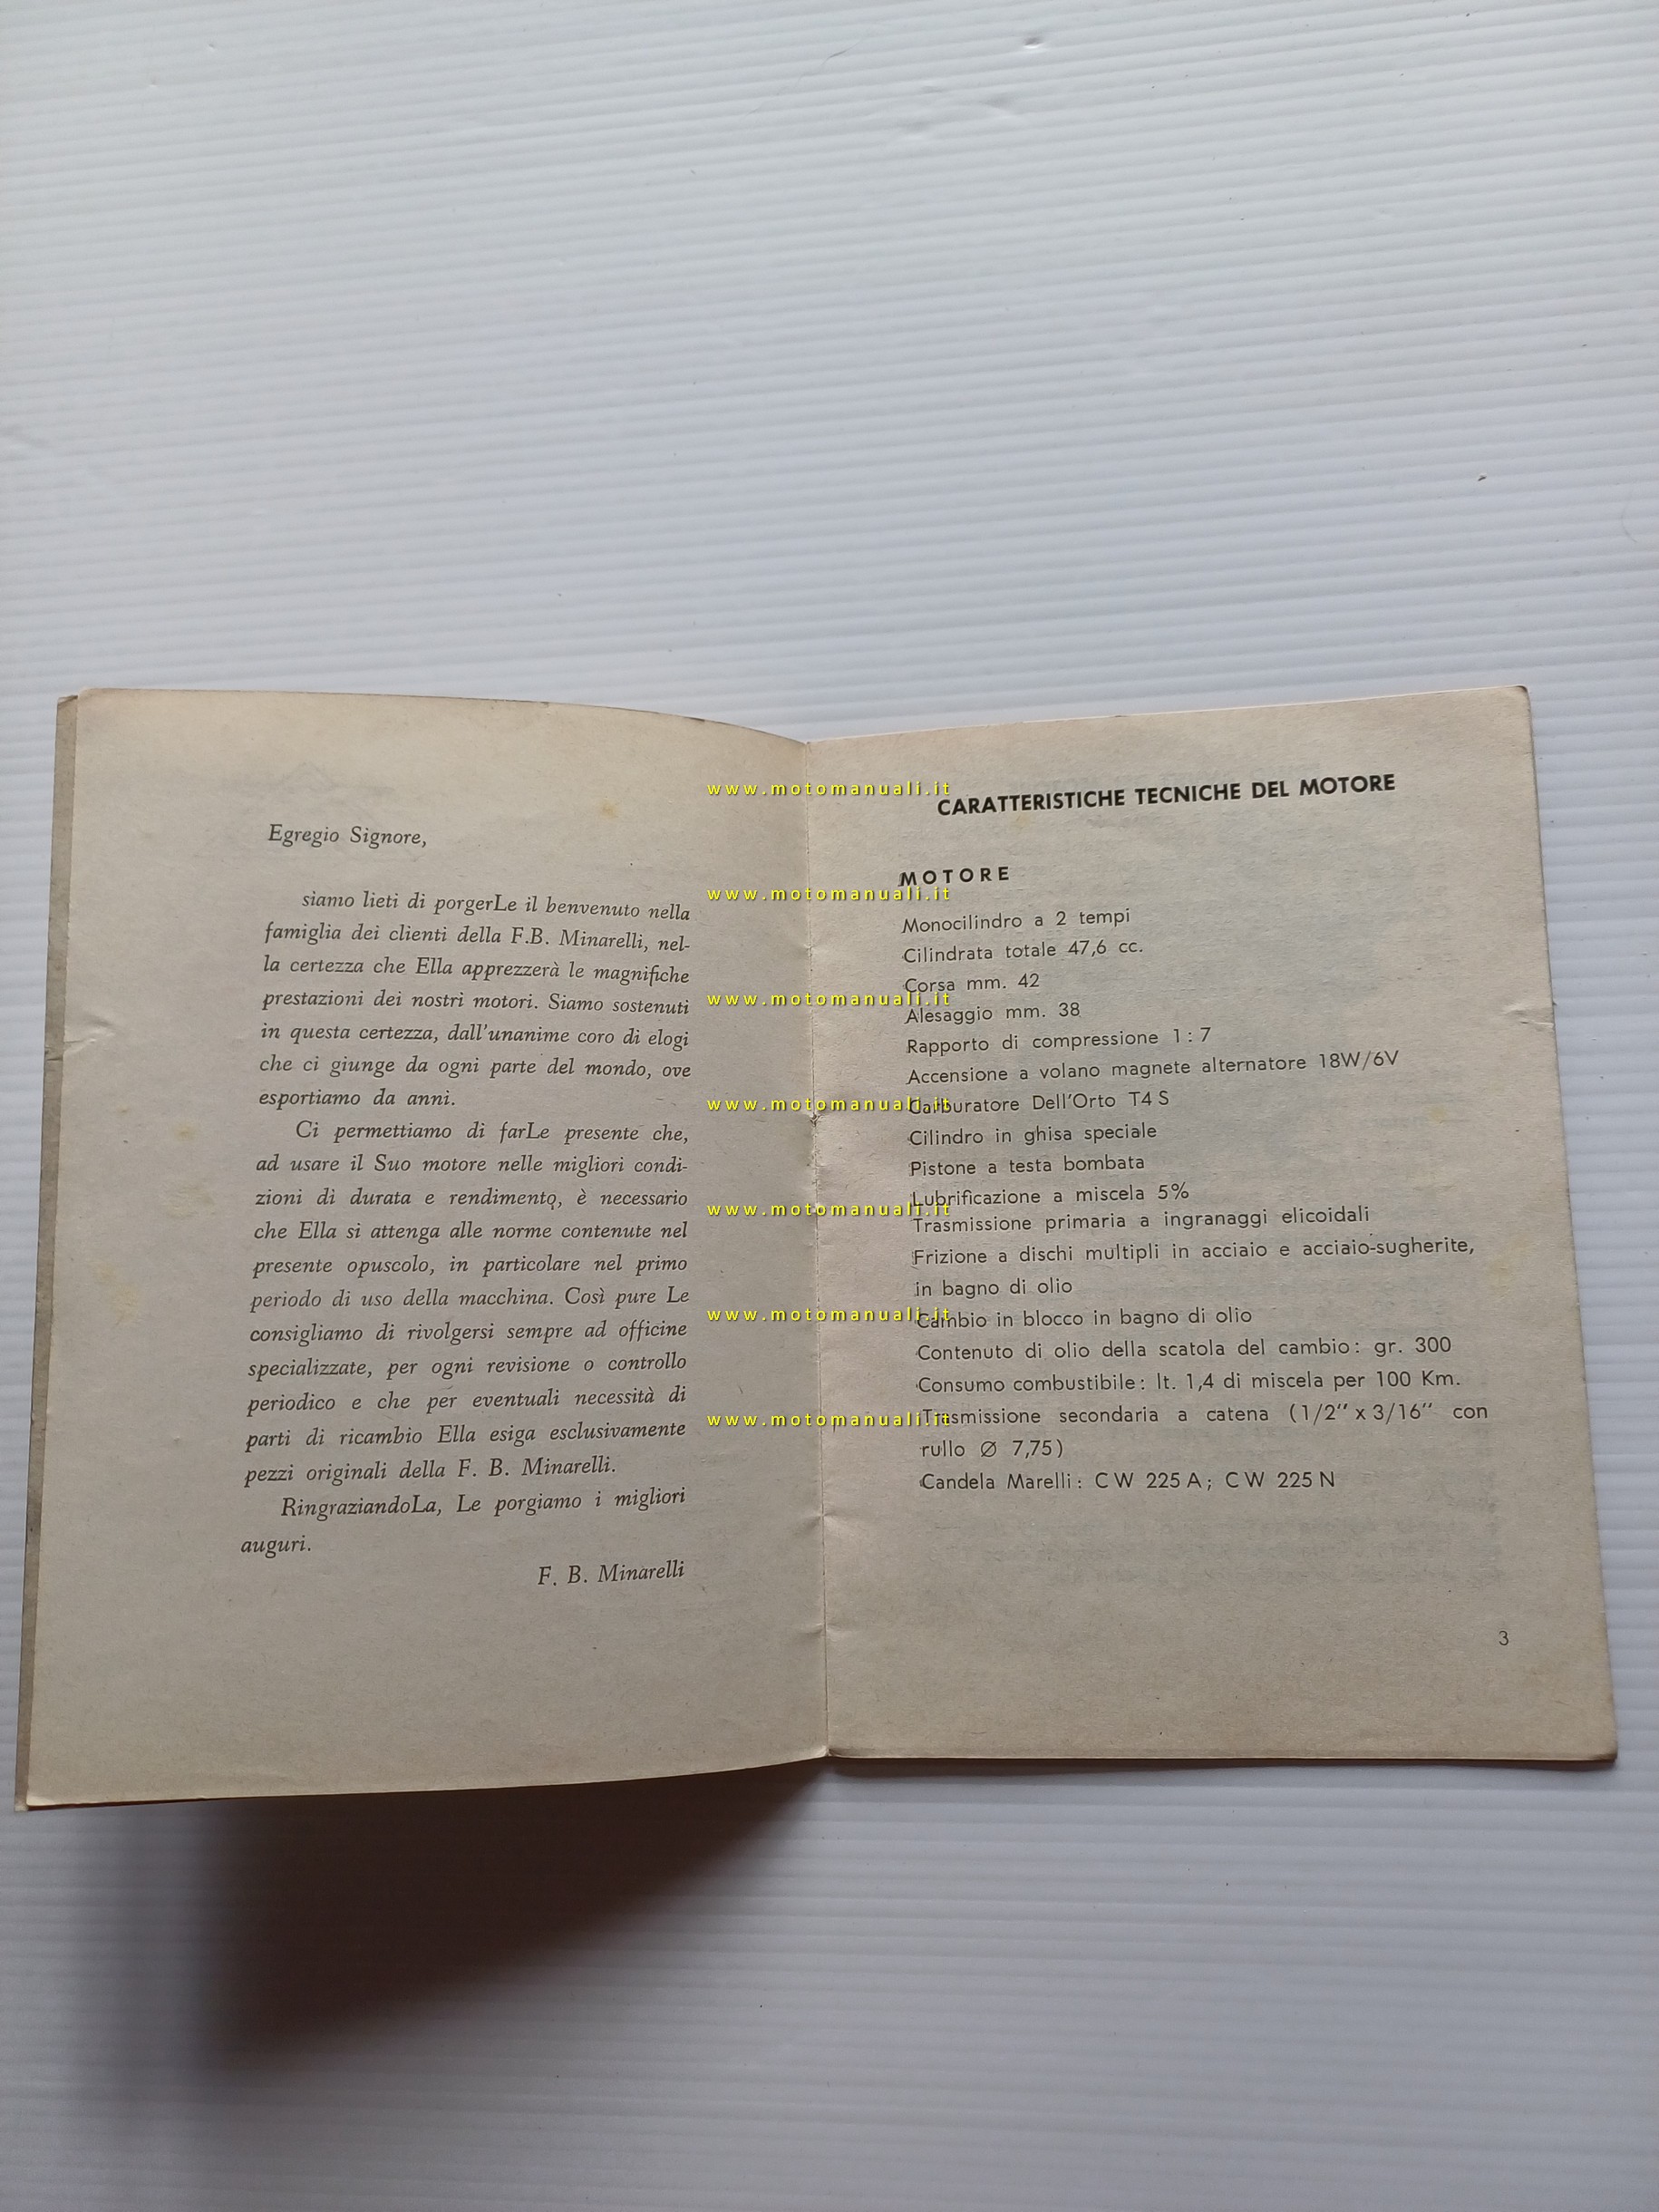 Egregio Signore,
siamo lieti di porgerLe il benvenuto nella
famiglia dei clienti della F.B. Minarelli, nel-
la certezza che Ella apprezzerà le magnifiche
prestazioni dei nostri motori. Siamo sostenuti
in questa certezza, dall'unanime coro di elogi
che ci giunge da ogni parte del mondo, ove
esportiamo da anni.
Ci permettiamo di farLe presente che,
ad usare il Suo motore nelle migliori condi-
zioni di durata e rendimento, è necessario
che Ella si attenga alle norme contenute nel
presente opuscolo, in particolare nel primo
periodo di uso della macchina. Così pure Le
consigliamo di rivolgersi sempre ad officine
specializzate, per ogni revisione o controllo
periodico e che per eventuali necessità di
parti di ricambio Ella esiga esclusivamente
pezzi originali della F. B. Minarelli.
RingraziandoLa, Le porgiamo i migliori
auguri.
F. B. Minarelli
CARATTERISTICHE TECNICHE DEL MOTORE
MOTORE
Monocilindro a 2 tempi
Cilindrata totale 47,6 cc.
Corsa mm. 42
Alesaggio mm. 38
Rapporto di compressione 1:7
Accensione a volano magnete alternatore 18W/6V
Carburatore Dell'Orto T4 S
Cilindro in ghisa speciale
Pistone a testa bombata
Lubrificazione a miscela 5%
Trasmissione primaria a ingranaggi elicoidali
Frizione a dischi multipli in acciaio e acciaio-sugherite,
in bagno di olio
Cambio in blocco in bagno di olio
Contenuto di olio della scatola del cambio: gr. 300
Consumo combustibile: lt. 1,4 di miscela per 100 Km.
Trasmissione secondaria a catena (1/2" x 3/16" con
rullo Ø 7,75)
Candela Marelli: CW 225 A; CW 225 N
3
www.motomanuali.it
www.motomanuali.it
www.motomanuali.it
www.motomanuali.it
www.motomanuali.it
www.motomanuali.it
www.motomanuali.it